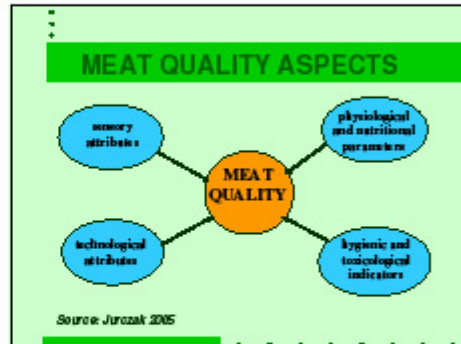 MEAT QUALITY ASPECTS
sensory
attributes
physiological
and nutritional
parameters
MEAT
QUALITY
technological
attributes
hygienic and
toxicological
indicators
Source: Jurczak 2005